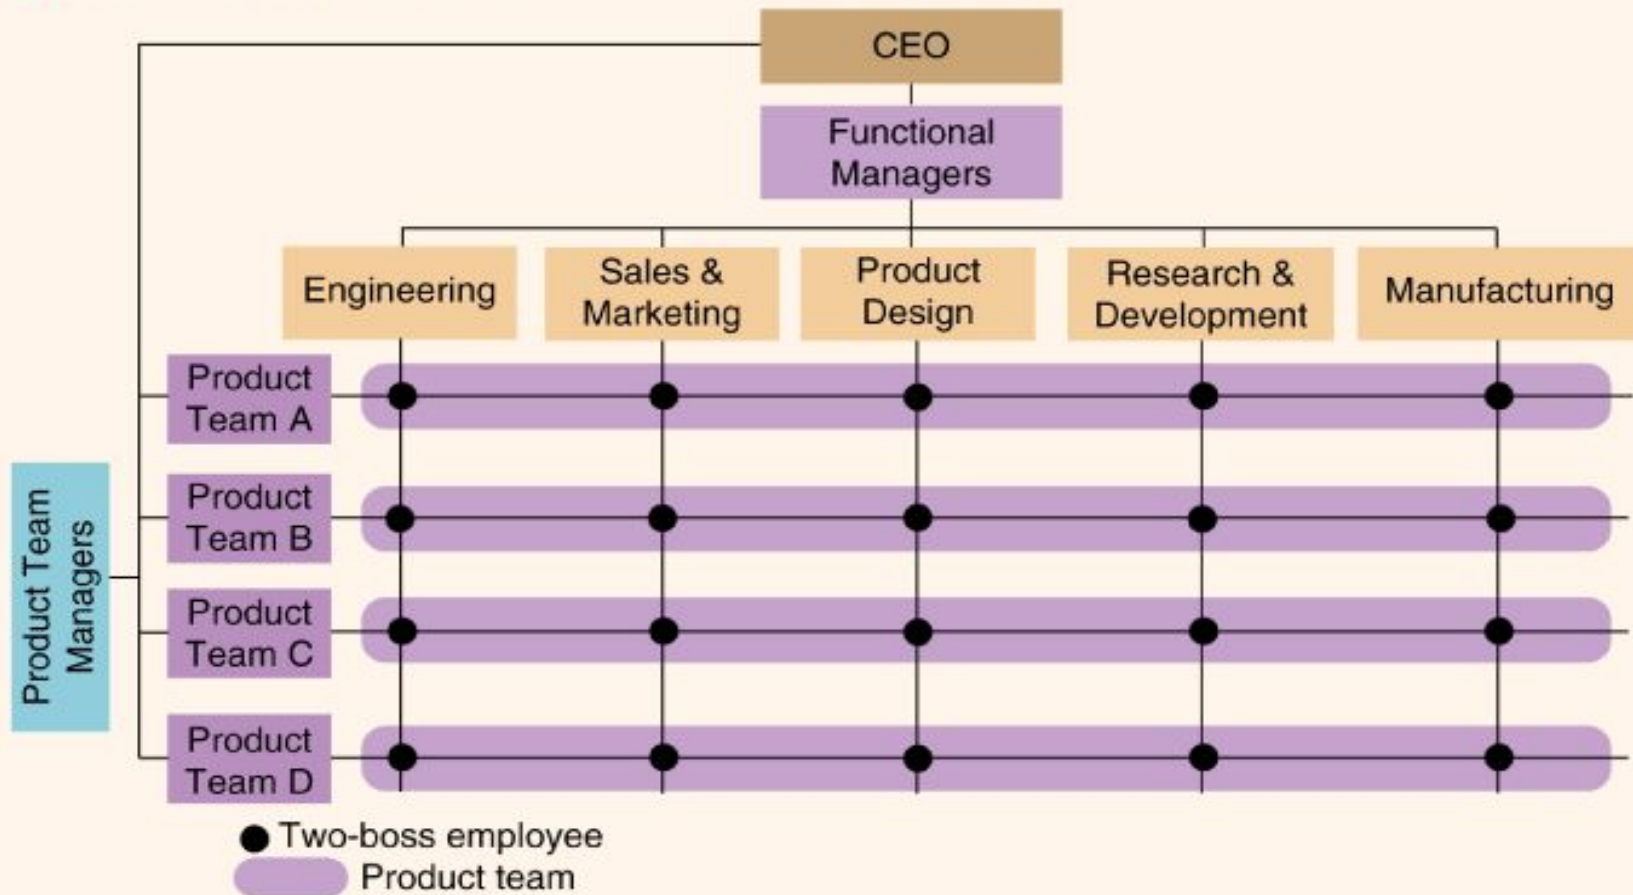 CEO
Functional
Managers
Engineering
Sales &
Marketing
Product
Design
Research &
Development
Manufacturing
Product Team
Managers
Product
Team A
Product
Team B
Product
Team C
Product
Team D
Two-boss employee
Product team